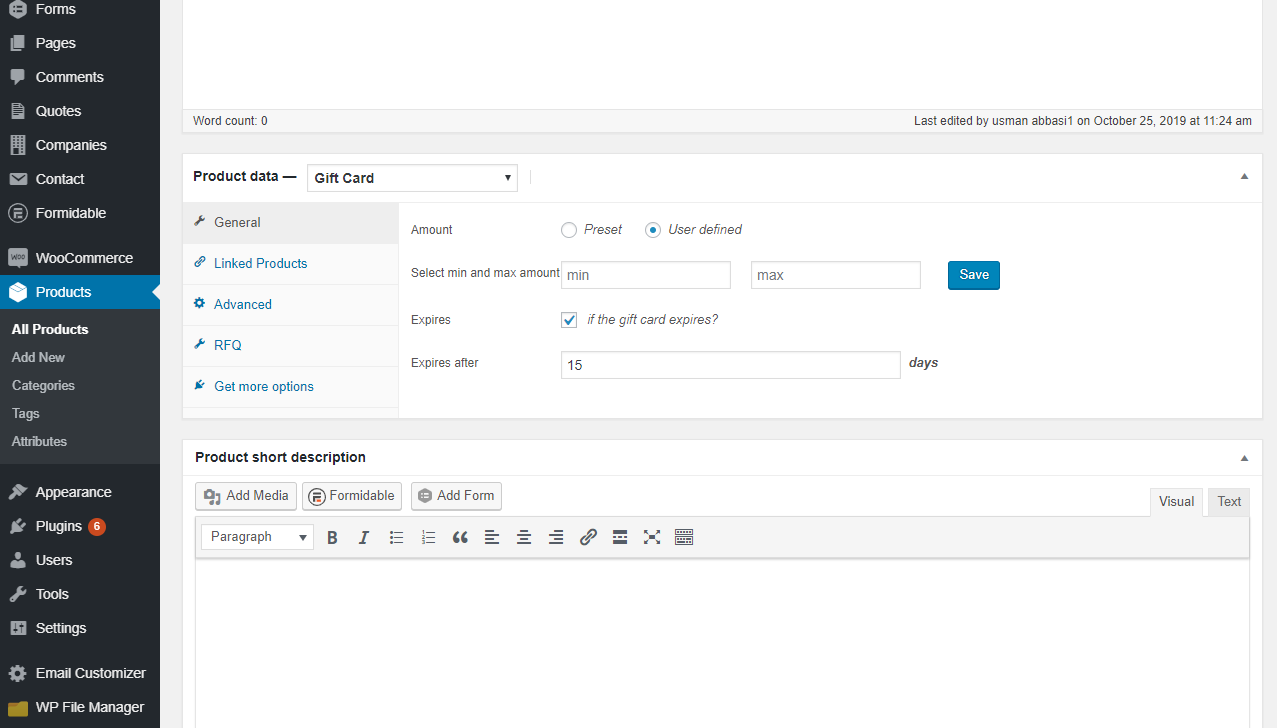 Forms
Pages
Comments
Quotes
Companies
Contact
Formidable
WooCommerce
Products
All Products
Add New
Categories
Tags
Attributes
Appearance
Plugins 6
Users
Tools
Settings
Email Customizer
WP File Manager
Word count: 0 Last edited by usman abbasi1 on October 25, 2019 at 11:24 am
Product data — Gift Card
General
Linked Products
Advanced
RFQ
Get more options
Amount Preset User defined
Select min and max amount min max Save
Expires if the gift card expires?
Expires after 15 days
Product short description
Add Media Formidable Add Form Visual Text
Paragraph B I